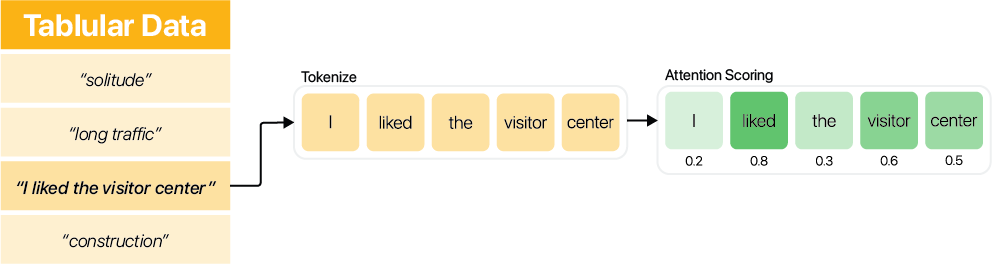 Tablular Data
“solitude”
“long traffic”
“I liked the visitor center”
“construction”
Tokenize
I liked the visitor center
Attention Scoring
I liked the visitor center
0.2 0.8 0.3 0.6 0.5